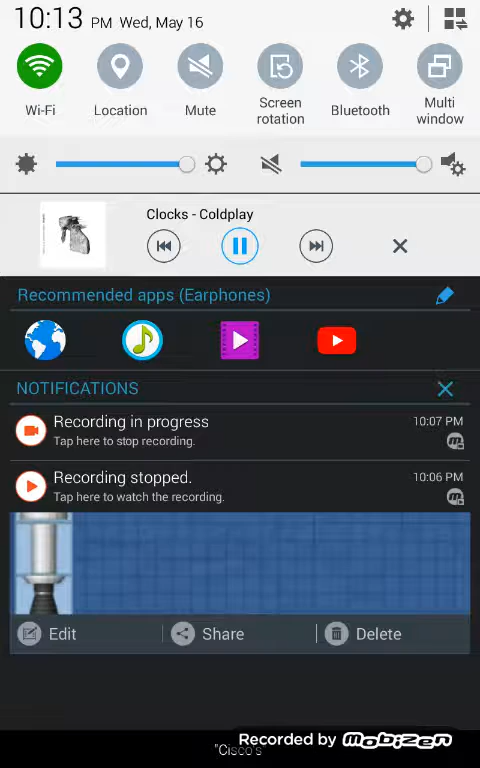 10:13 PM Wed, May 16
Wi-Fi
Location
Mute
Screen rotation
Bluetooth
Multi window
Clocks - Coldplay
Recommended apps (Earphones)
NOTIFICATIONS
Recording in progress
10:07 PM
Tap here to stop recording.
Recording stopped.
10:06 PM
Tap here to watch the recording.
Edit
Share
Delete
Recorded by Mobizen
"Cisco's